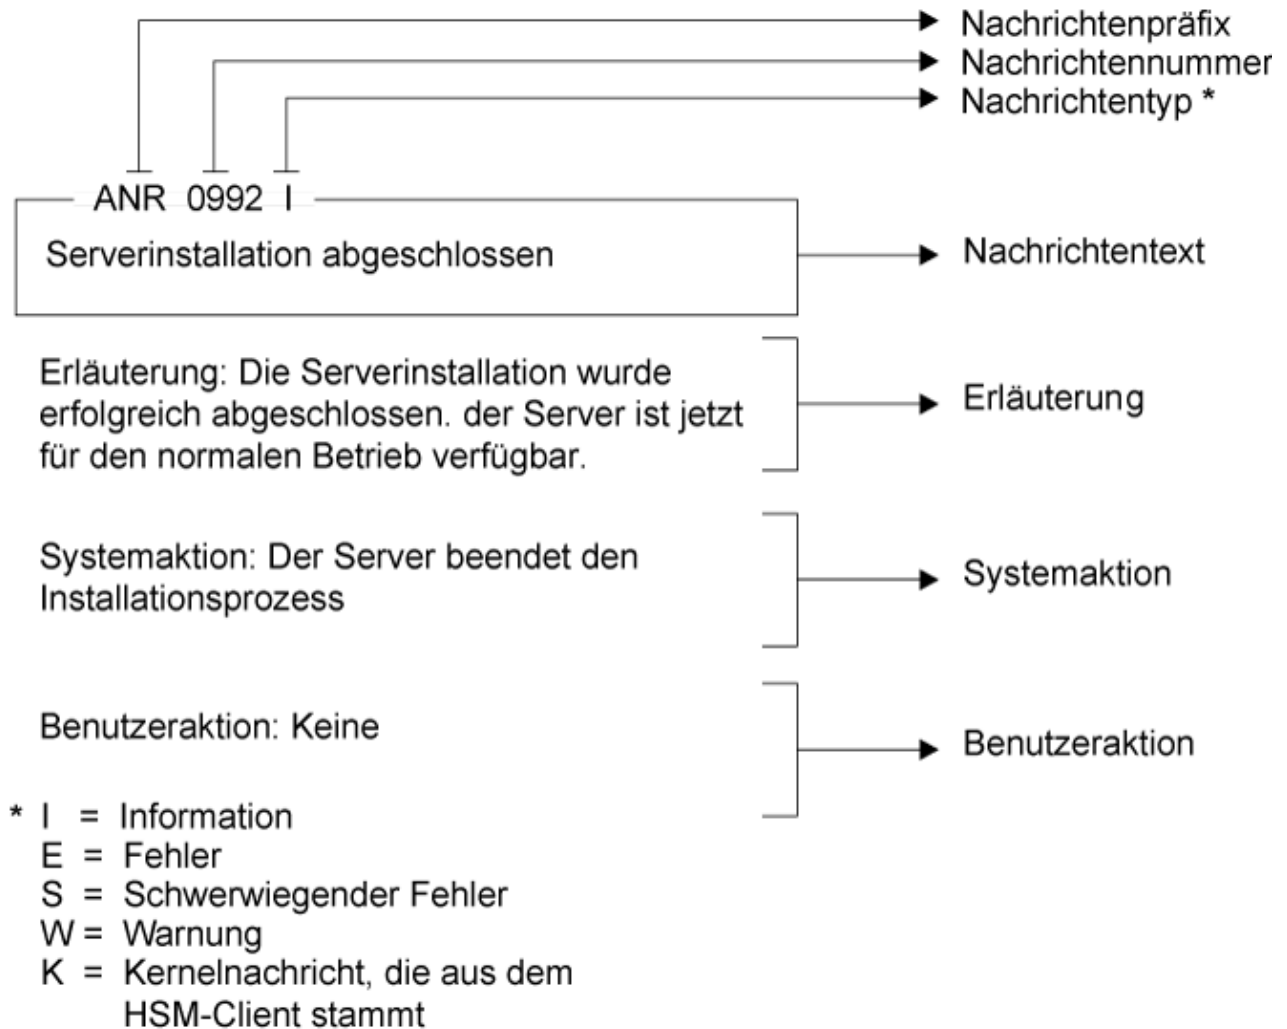 Nachrichtenpräfix
Nachrichtennummer
Nachrichtentyp *
ANR 0992 I
Serverinstallation abgeschlossen
Nachrichtentext
Erläuterung: Die Serverinstallation wurde
erfolgreich abgeschlossen. der Server ist jetzt
für den normalen Betrieb verfügbar.
Erläuterung
Systemaktion: Der Server beendet den
Installationsprozess
Systemaktion
Benutzeraktion: Keine
Benutzeraktion
* I = Information
E = Fehler
S = Schwerwiegender Fehler
W = Warnung
K = Kernelnachricht, die aus dem
HSM-Client stammt